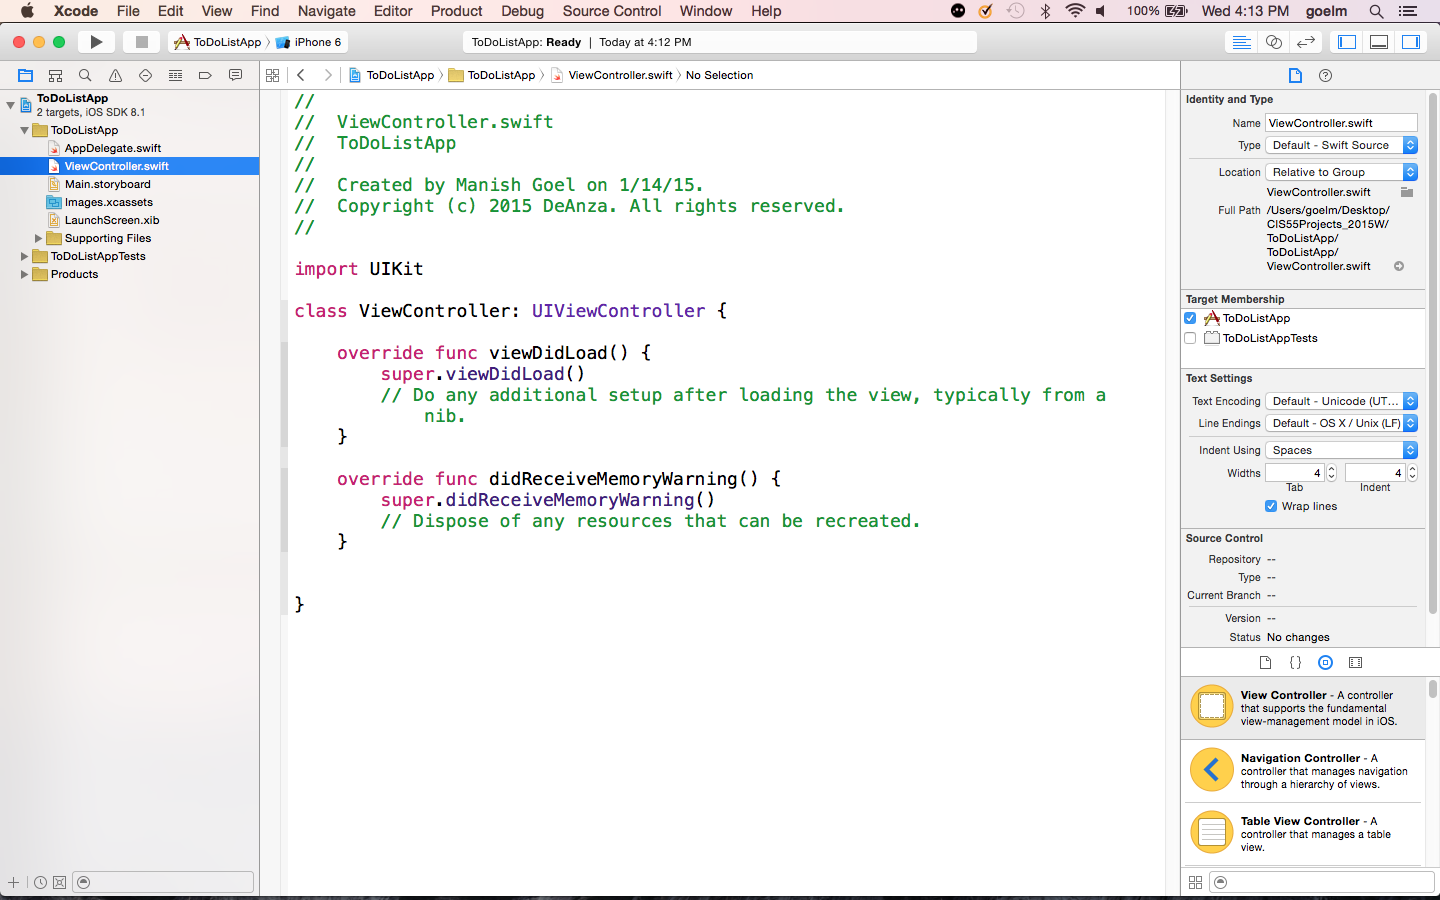 Xcode File Edit View Find Navigate Editor Product Debug Source Control Window Help 100% Wed 4:13 PM goelm
ToDoListApp iPhone 6 ToDoListApp: Ready | Today at 4:12 PM
ToDoListApp ToDoListApp ViewController.swift No Selection
ToDoListApp
2 targets, iOS SDK 8.1
ToDoListApp
AppDelegate.swift
ViewController.swift
Main.storyboard
Images.xcassets
LaunchScreen.xib
Supporting Files
ToDoListAppTests
Products
//
// ViewController.swift
// ToDoListApp
//
// Created by Manish Goel on 1/14/15.
// Copyright (c) 2015 DeAnza. All rights reserved.
//
import UIKit
class ViewController: UIViewController {
override func viewDidLoad() {
super.viewDidLoad()
// Do any additional setup after loading the view, typically from a
nib.
}
override func didReceiveMemoryWarning() {
super.didReceiveMemoryWarning()
// Dispose of any resources that can be recreated.
}
}
Identity and Type
Name ViewController.swift
Type Default - Swift Source
Location Relative to Group
ViewController.swift
Full Path /Users/goelm/Desktop/
CIS55Projects_2015W/
ToDoListApp/
ToDoListApp/
ViewController.swift
Target Membership
ToDoListApp
ToDoListAppTests
Text Settings
Text Encoding Default - Unicode (UT...
Line Endings Default - OS X / Unix (LF)
Indent Using Spaces
Widths 4 4
Tab Indent
Wrap lines
Source Control
Repository --
Type --
Current Branch --
Version --
Status No changes
{}
View Controller - A controller
that supports the fundamental
view-management model in iOS.
Navigation Controller - A
controller that manages navigation
through a hierarchy of views.
Table View Controller - A
controller that manages a table
view.